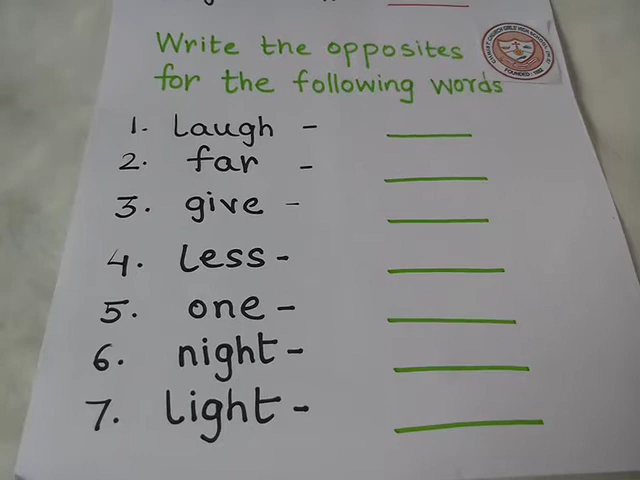 Write the opposites
for the following words
1. laugh -
2. far -
3. give -
4. less -
5. one -
6. night -
7. light -